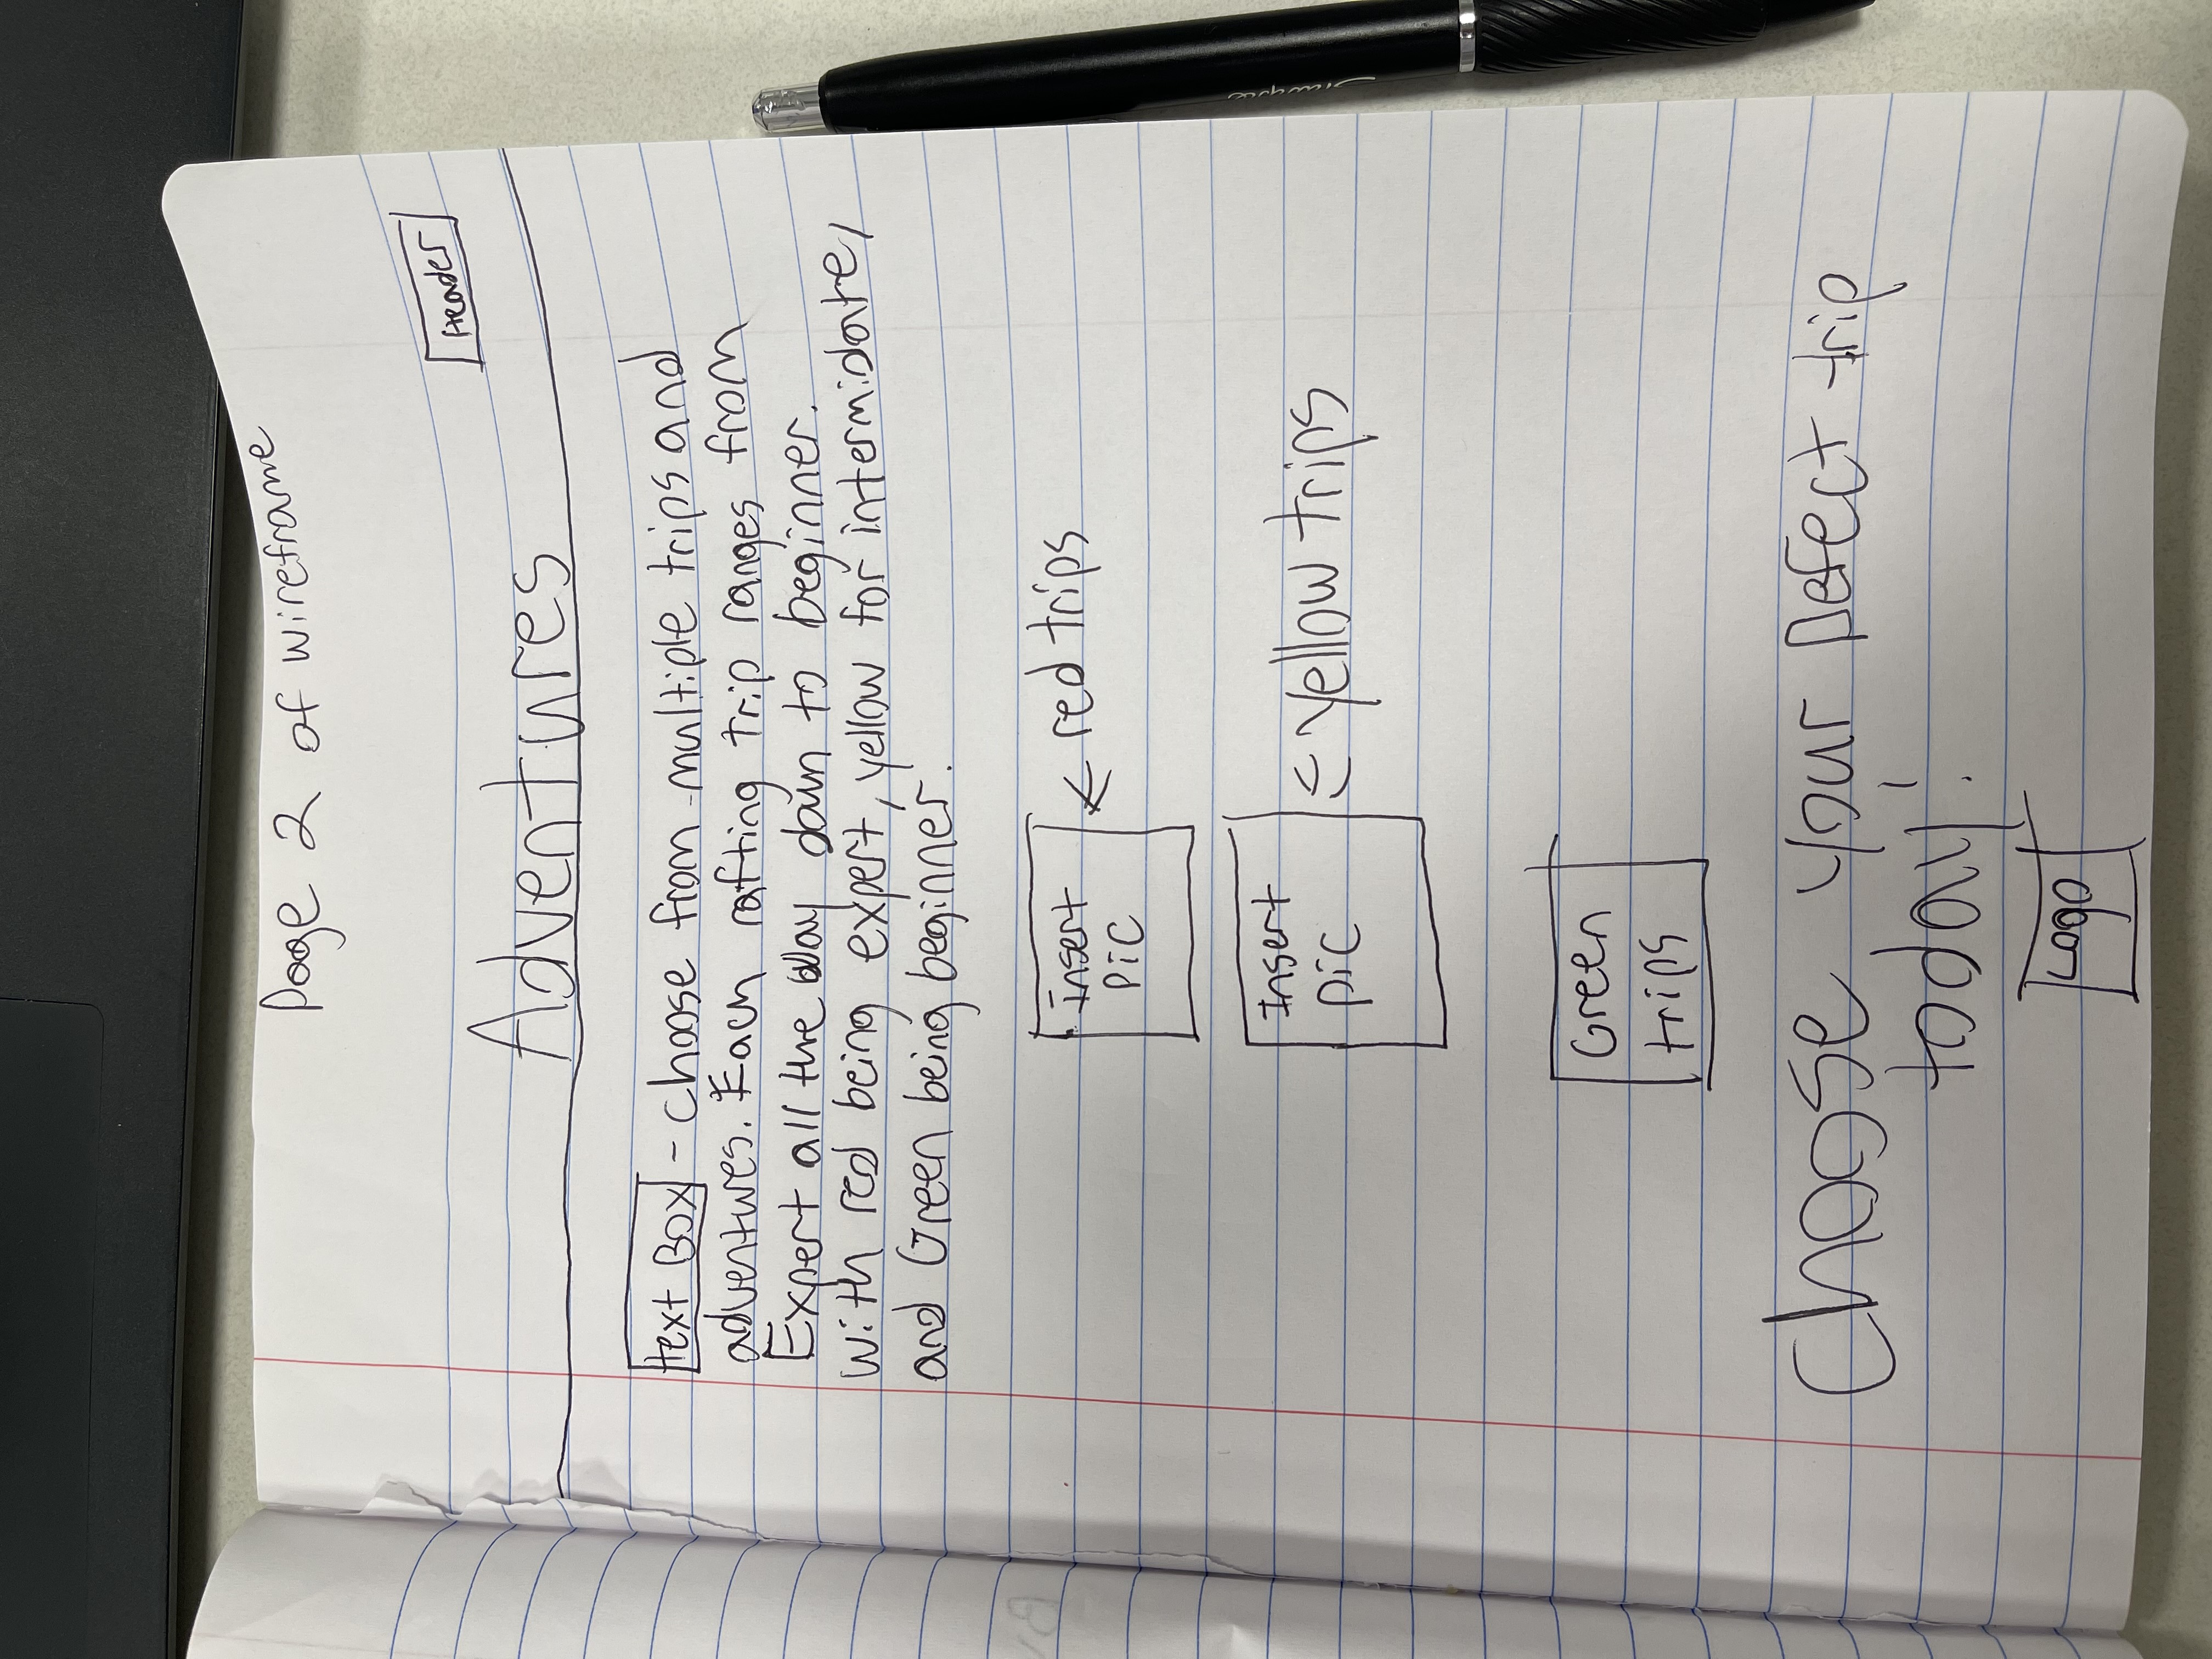 Page 2 of wireframe
Header
Adventures
text Box - choose from multiple trips and
adventures. Each rafting trip ranges from
Expert all the way down to beginner.
with red being expert, yellow for intermidate,
and Green being beginner.
insert
pic
← red trips
Insert
pic
← yellow trips
Green
trips
Choose your Pefect trip
today!
Logo